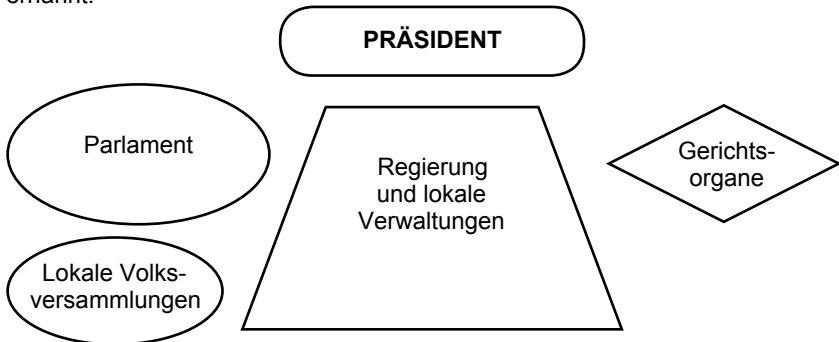 ernannt.
PRÄSIDENT
Parlament
Regierung
und lokale
Verwaltungen
Gerichts-
organe
Lokale Volks-
versammlungen